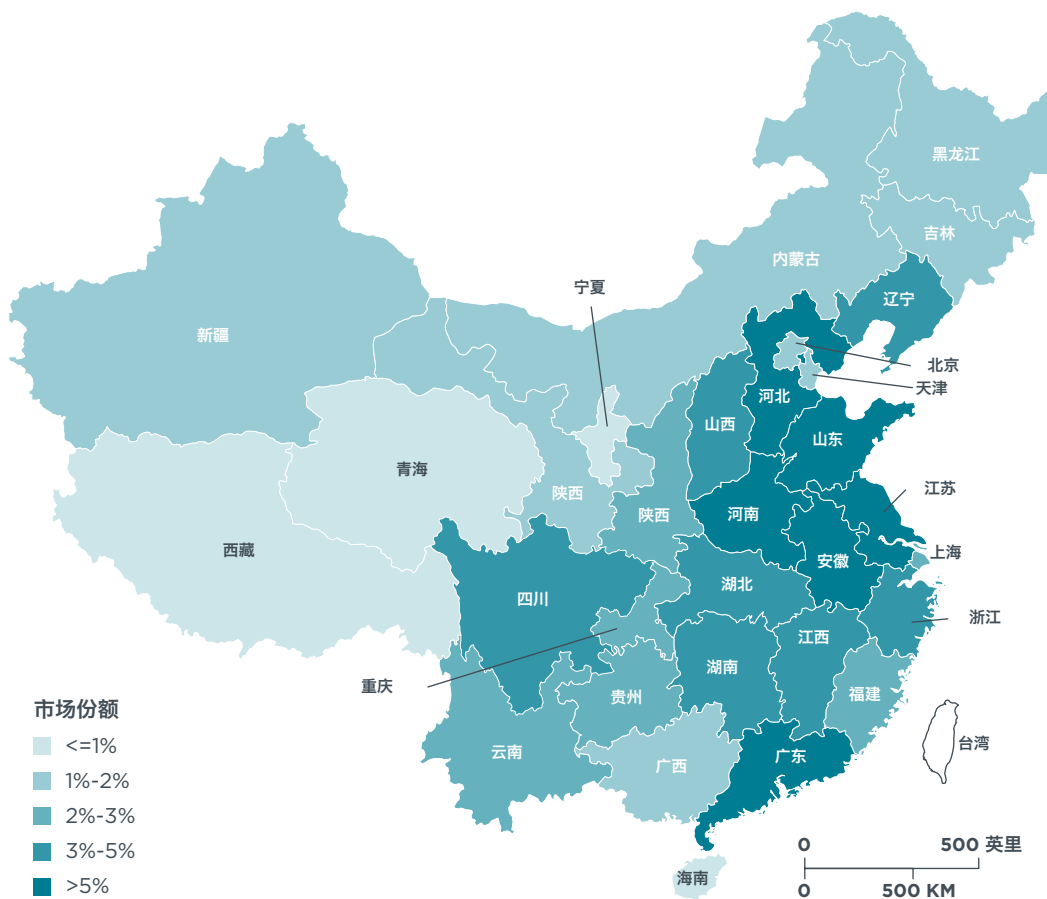 黑龙江
吉林
内蒙古
辽宁
宁夏
新疆
北京
天津
河北
山西
山东
青海
陕西
陕西
江苏
河南
西藏
安徽
上海
四川
湖北
浙江
江西
湖南
重庆
贵州
福建
云南
广西
广东
台湾
海南
市场份额
<=1%
1%-2%
2%-3%
3%-5%
>5%
0 500 英里
0 500 KM